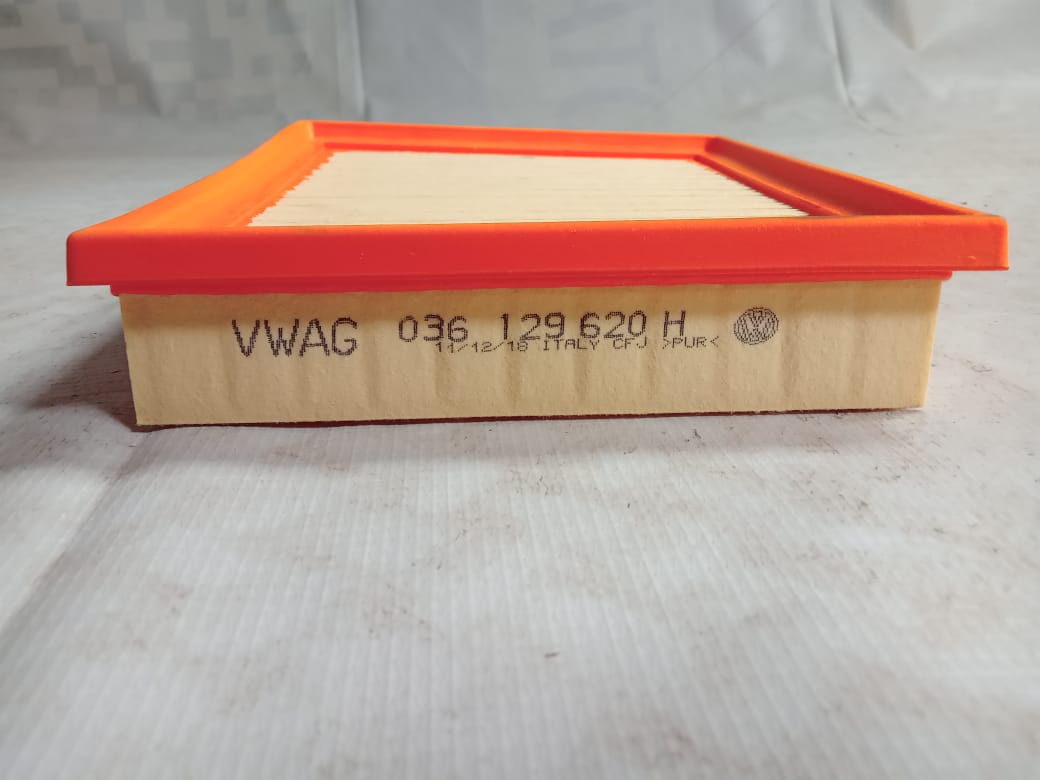 VWAG 036 129 620 H
11/12/18 ITALY CFJ >PUR<